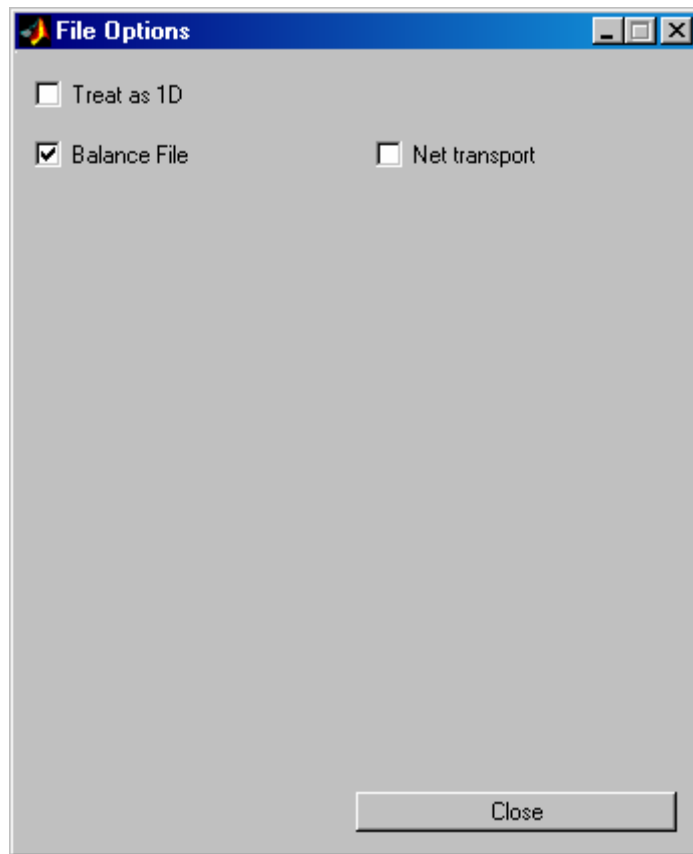 File Options
Treat as 1D
Balance File
Net transport
Close